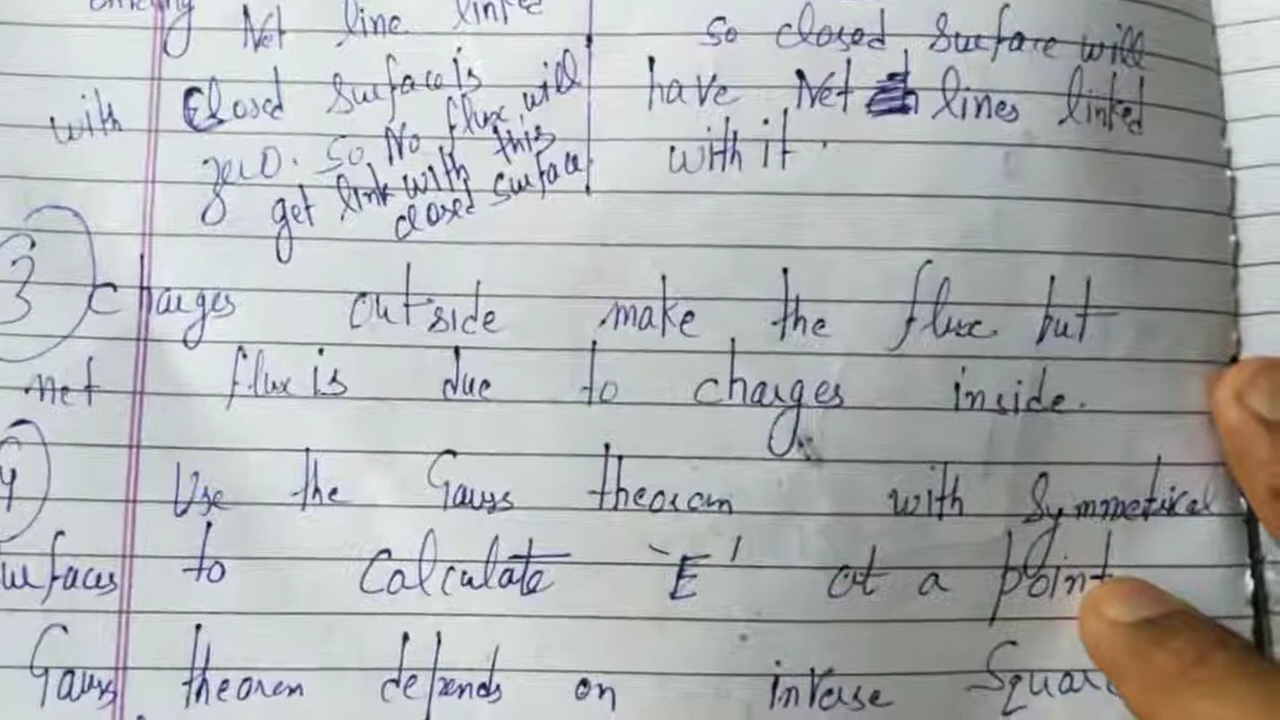 Net line linked
with closed surface is
zero. So No flux will
get link with this
closed surface
so closed surface will
have Net lines linked
with it.
3 charges outside make the flux but
net flux is due to charges inside.
4 Use the Gauss theoram with Symmetrical
surfaces to calculate 'E' at a point
Gauss theoram depends on inverse Square